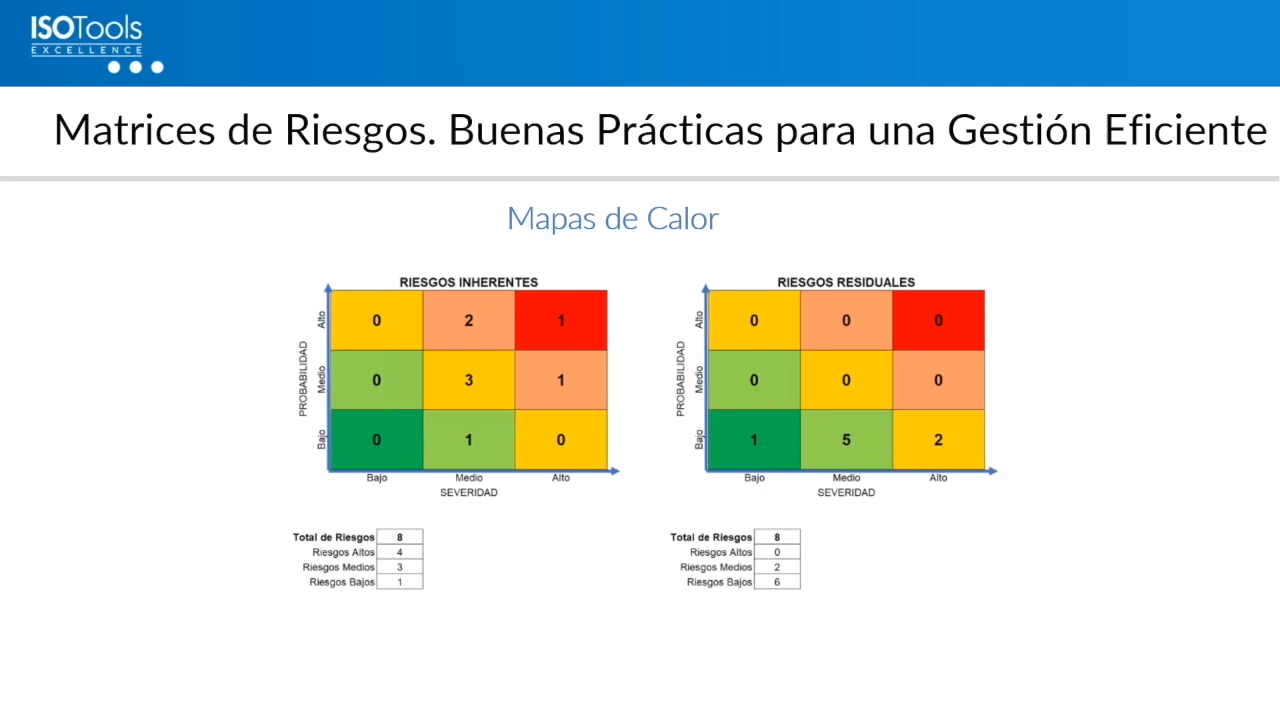 ISOTools
EXCELLENCE
Matrices de Riesgos. Buenas Prácticas para una Gestión Eficiente
Mapas de Calor
RIESGOS INHERENTES
PROBABILIDAD
Alto
0 2 1
Medio
0 3 1
Bajo
0 1 0
Bajo Medio Alto
SEVERIDAD
Total de Riesgos 8
Riesgos Altos 4
Riesgos Medios 3
Riesgos Bajos 1
RIESGOS RESIDUALES
PROBABILIDAD
Alto
0 0 0
Medio
0 0 0
Bajo
1 5 2
Bajo Medio Alto
SEVERIDAD
Total de Riesgos 8
Riesgos Altos 0
Riesgos Medios 2
Riesgos Bajos 6